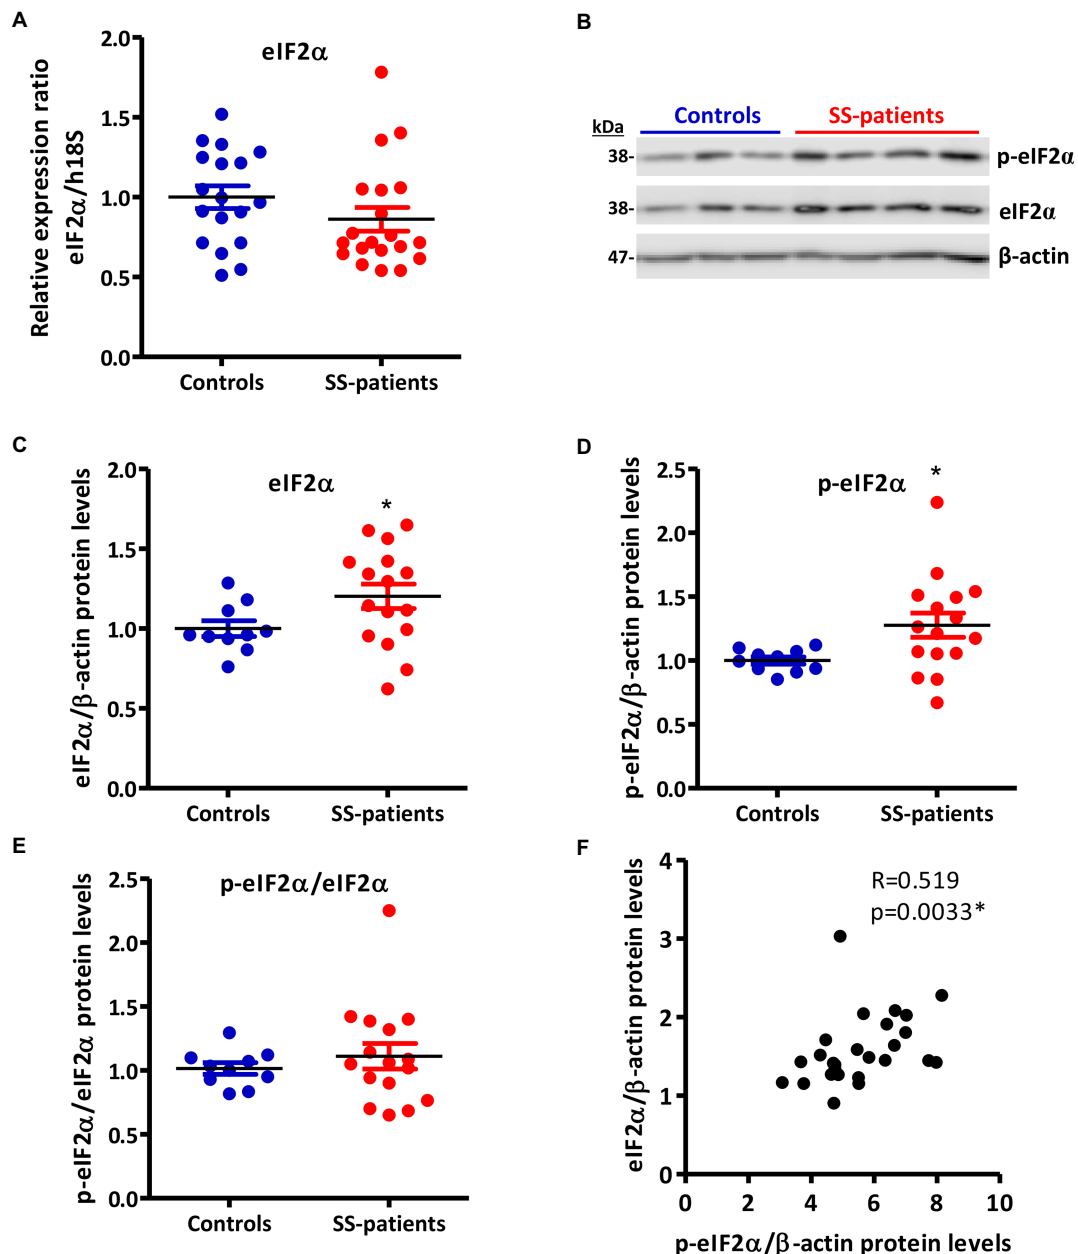 A
eIF2α
Relative expression ratio
eIF2α/h18S
2.0
1.5
1.0
0.5
0.0
Controls SS-patients
B
Controls SS-patients
kDa
38- p-eIF2α
38- eIF2α
47- β-actin
C
eIF2α
*
eIF2α/β-actin protein levels
2.0
1.5
1.0
0.5
0.0
Controls SS-patients
D
p-eIF2α
*
p-eIF2α/β-actin protein levels
2.5
2.0
1.5
1.0
0.5
0.0
Controls SS-patients
E
p-eIF2α/eIF2α
p-eIF2α/eIF2α protein levels
2.5
2.0
1.5
1.0
0.5
0.0
Controls SS-patients
F
R=0.519
p=0.0033*
eIF2α/β-actin protein levels
4
3
2
1
0
0 2 4 6 8 10
p-eIF2α/β-actin protein levels